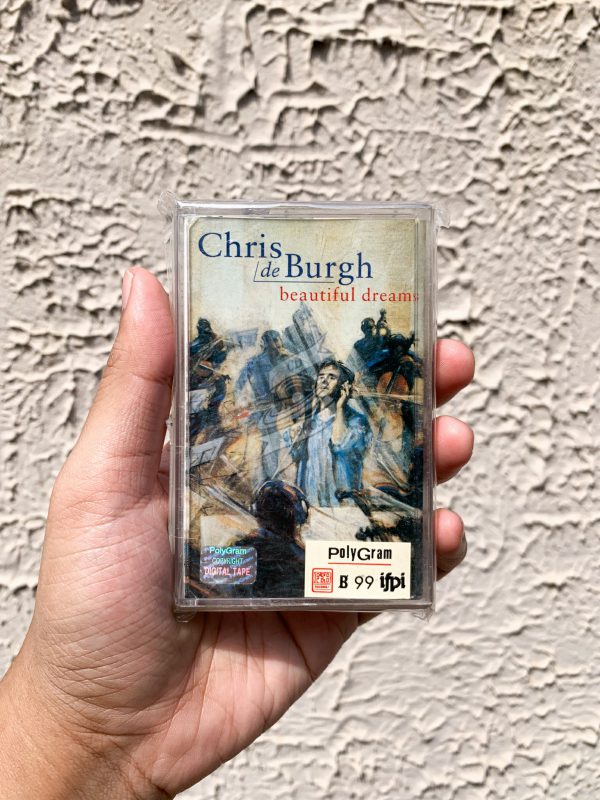 Chris
de Burgh
beautiful dreams
PolyGram
COPYRIGHT
DIGITAL TAPE
PolyGram
B 99 ifpi